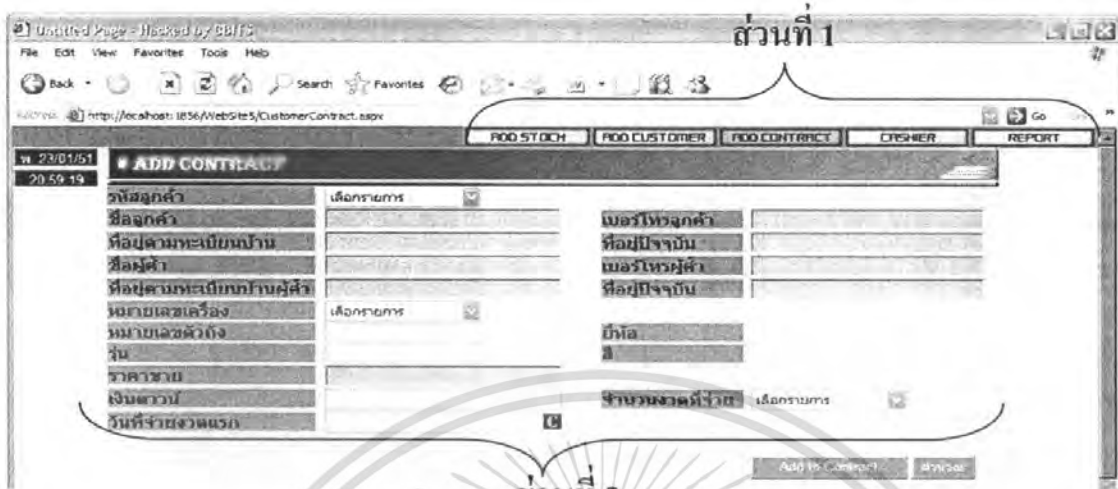 ส่วนที่ 1
Untitled Page - Hacked by
File Edit View Favorites Tools Help
Back Search Favorites
Address http://localhost:1856/WebSite5/CustomerContract.aspx Go
ADD STOCK ADD CUSTOMER ADD CONTRACT CASHIER REPORT
พ 23/01/51
20:59:19
ADD CONTRACT
รหัสลูกค้า เลือกรายการ
ชื่อลูกค้า เบอร์โทรลูกค้า
ที่อยู่ตามทะเบียนบ้าน ที่อยู่ปัจจุบัน
ชื่อผู้ค้ำ เบอร์โทรผู้ค้ำ
ที่อยู่ตามทะเบียนบ้านผู้ค้ำ ที่อยู่ปัจจุบัน
หมายเลขเครื่อง เลือกรายการ
หมายเลขตัวถัง ยี่ห้อ
รุ่น สี
ราคาขาย
เงินดาวน์ จำนวนงวดที่จ่าย เลือกรายการ
วันที่จ่ายงวดแรก C
Add to Contract